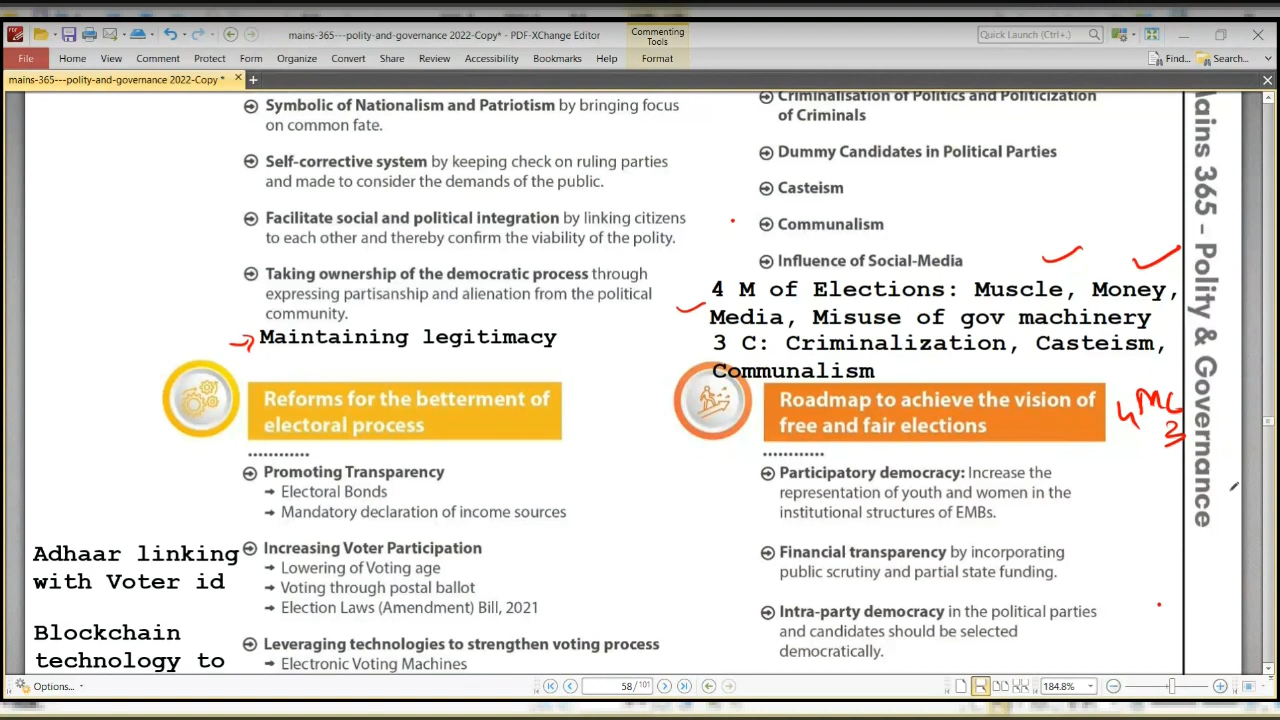 mains-365---polity-and-governance 2022-Copy* - PDF-XChange Editor
Commenting Tools
Quick Launch (Ctrl+.)
File Home View Comment Protect Form Organize Convert Share Review Accessibility Bookmarks Help Format
Find... Search...
mains-365---polity-and-governance 2022-Copy *
Symbolic of Nationalism and Patriotism by bringing focus
on common fate.
Self-corrective system by keeping check on ruling parties
and made to consider the demands of the public.
Facilitate social and political integration by linking citizens
to each other and thereby confirm the viability of the polity.
Taking ownership of the democratic process through
expressing partisanship and alienation from the political
community.
Maintaining legitimacy
Criminalisation of Politics and Politicization
of Criminals
Dummy Candidates in Political Parties
Casteism
Communalism
Influence of Social-Media
4 M of Elections: Muscle, Money,
Media, Misuse of gov machinery
3 C: Criminalization, Casteism,
Communalism
Reforms for the betterment of
electoral process
Promoting Transparency
Electoral Bonds
Mandatory declaration of income sources
Increasing Voter Participation
Lowering of Voting age
Voting through postal ballot
Election Laws (Amendment) Bill, 2021
Leveraging technologies to strengthen voting process
Electronic Voting Machines
Adhaar linking
with Voter id
Blockchain
technology to
Roadmap to achieve the vision of
free and fair elections
4 M C
3
Participatory democracy: Increase the
representation of youth and women in the
institutional structures of EMBs.
Financial transparency by incorporating
public scrutiny and partial state funding.
Intra-party democracy in the political parties
and candidates should be selected
democratically.
Mains 365 - Polity & Governance
Options...
58 / 101
184.8%